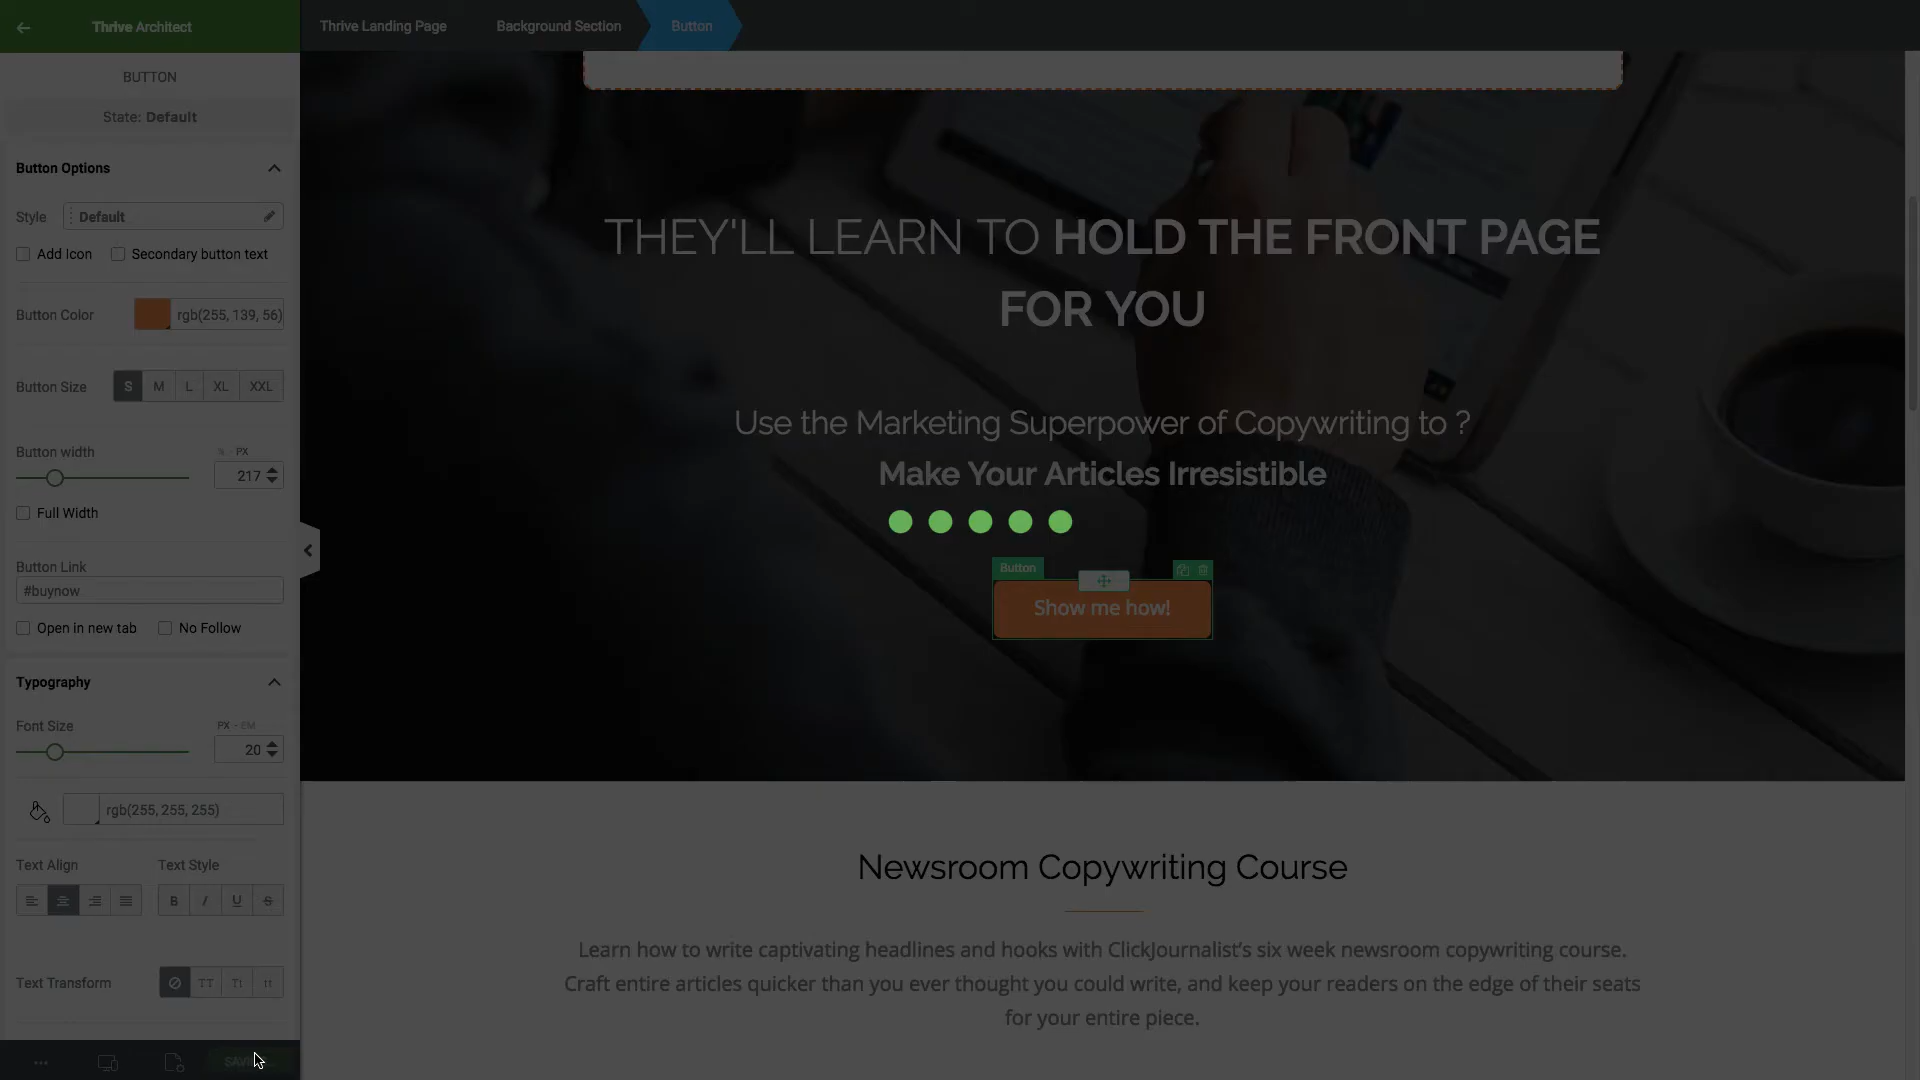 Thrive Architect
Thrive Landing Page
Background Section
Button
BUTTON
State: Default
Button Options
Style
Default
Add Icon
Secondary button text
Button Color
rgb(255, 139, 56)
Button Size
S M L XL XXL
Button width
% - PX
217
Full Width
Button Link
#buynow
Open in new tab
No Follow
Typography
Font Size
PX - EM
20
rgb(255, 255, 255)
Text Align
Text Style
B I U S
Text Transform
TT Tt tt
THEY'LL LEARN TO HOLD THE FRONT PAGE
FOR YOU
Use the Marketing Superpower of Copywriting to ?
Make Your Articles Irresistible
Button
Show me how!
Newsroom Copywriting Course
Learn how to write captivating headlines and hooks with ClickJournalist's six week newsroom copywriting course.
Craft entire articles quicker than you ever thought you could write, and keep your readers on the edge of their seats
for your entire piece.